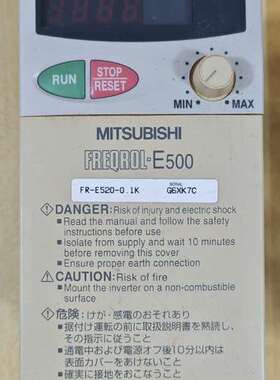 RUN
STOP
RESET
MIN
MAX
MITSUBISHI
FREQROL-E500
FR-E520-0.1K
SERIAL
G6XK7C
DANGER: Risk of injury and electric shock
Read the manual and follow the safety
instructions before use
Isolate from supply and wait 10 minutes
before removing this cover
Ensure proper earth connection
CAUTION: Risk of fire
Mount the inverter on a non-combustible
surface
危険: けが・感電のおそれあり
据付け運転の前に取扱説明書を熟読し、
その指示に従うこと
通電中および電源オフ後10分以内は
表面カバーをあけないこと
確実に接地をおこなうこと